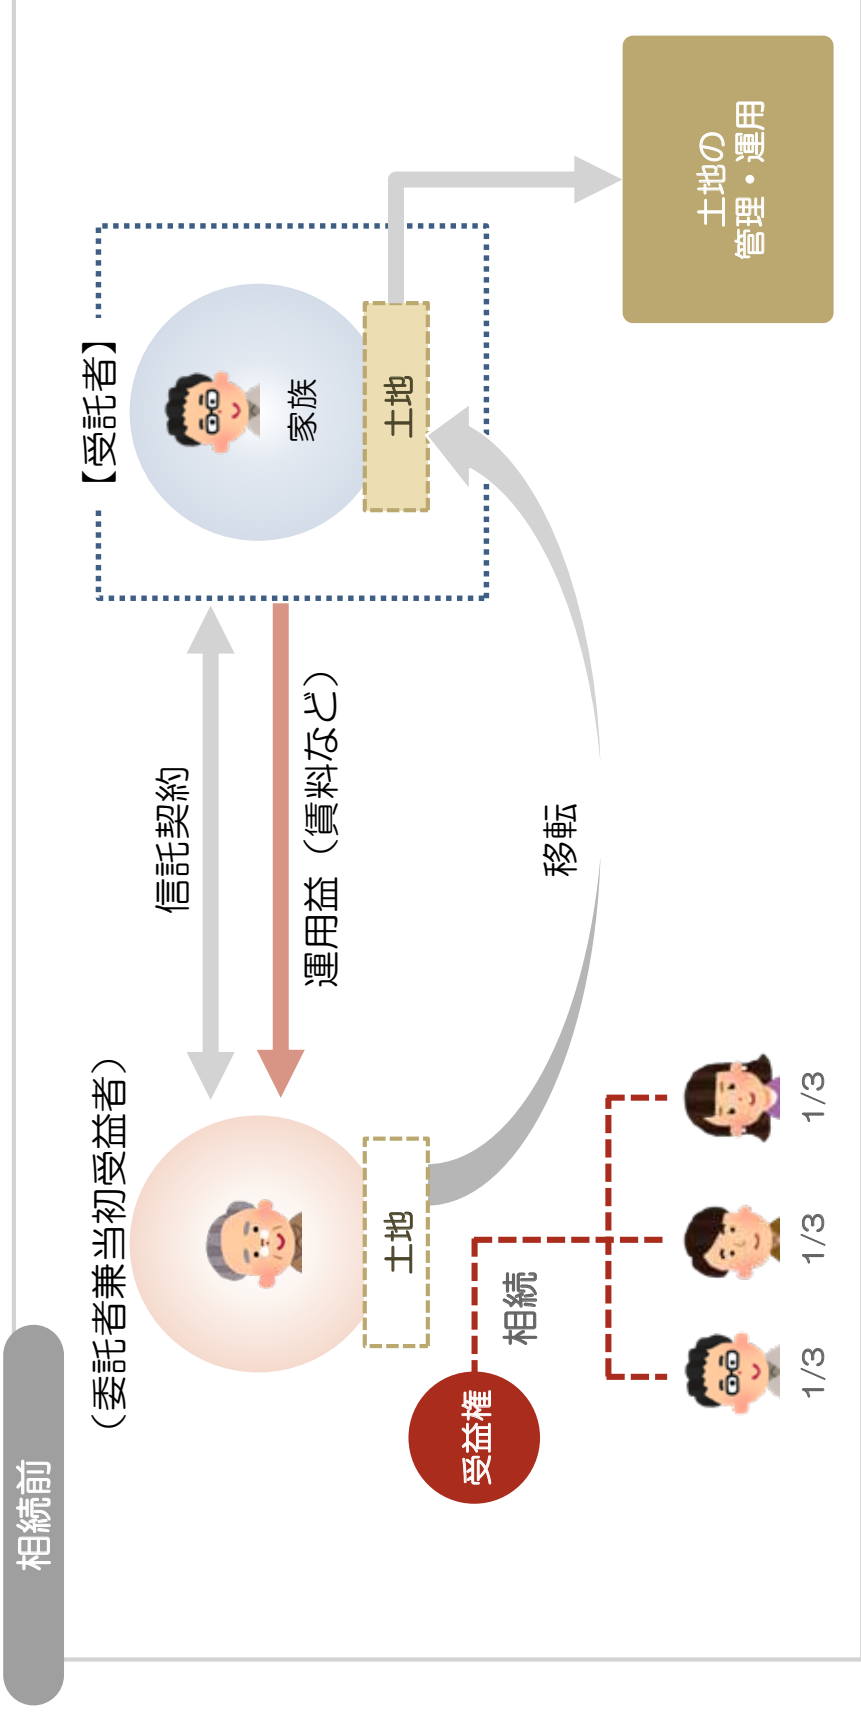 相続前
（委託者兼当初受益者）
土地
信託契約
運用益（賃料など）
【受託者】
家族
土地
移転
土地の
管理・運用
受益権
相続
1/3
1/3
1/3